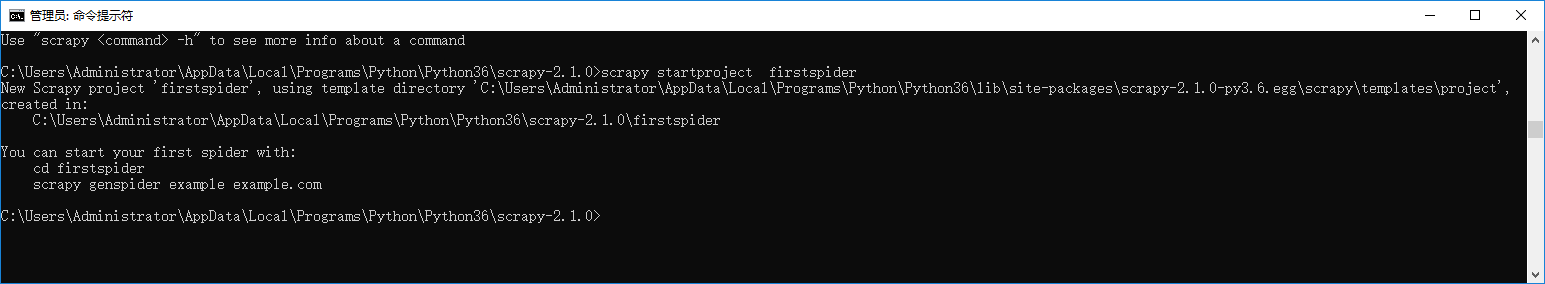 管理员: 命令提示符
Use "scrapy <command> -h" to see more info about a command
C:\Users\Administrator\AppData\Local\Programs\Python\Python36\scrapy-2.1.0>scrapy startproject  firstspider
New Scrapy project 'firstspider', using template directory 'C:\Users\Administrator\AppData\Local\Programs\Python\Python36\lib\site-packages\scrapy-2.1.0-py3.6.egg\scrapy\templates\project',
created in:
    C:\Users\Administrator\AppData\Local\Programs\Python\Python36\scrapy-2.1.0\firstspider
You can start your first spider with:
    cd firstspider
    scrapy genspider example example.com
C:\Users\Administrator\AppData\Local\Programs\Python\Python36\scrapy-2.1.0>